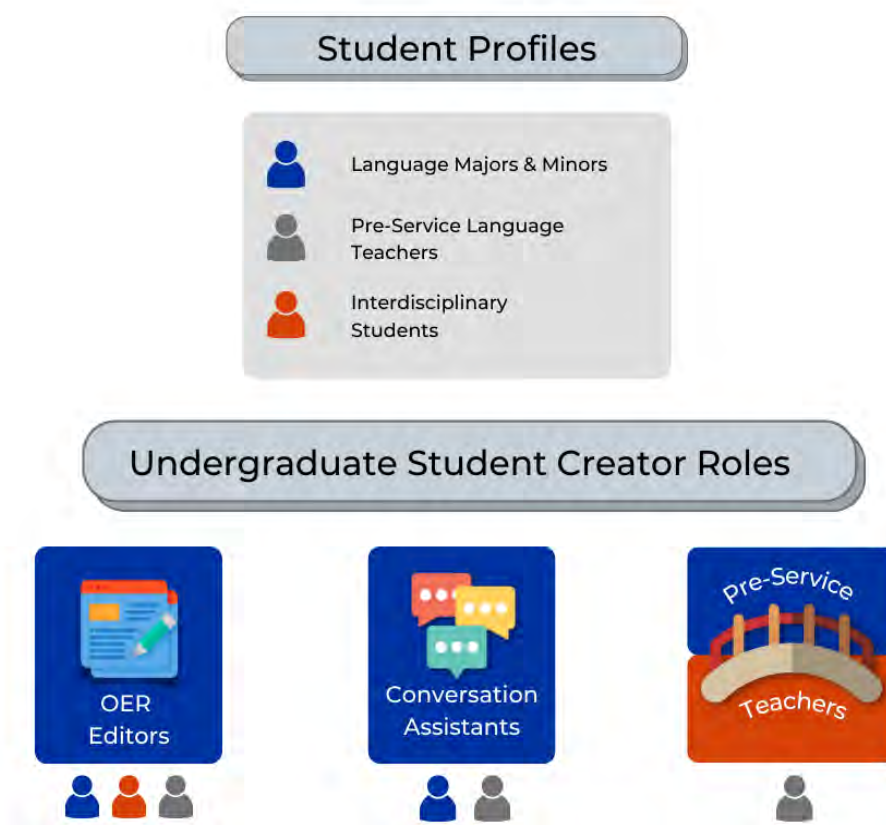 Student Profiles
Language Majors & Minors
Pre-Service Language
Teachers
Interdisciplinary
Students
Undergraduate Student Creator Roles
OER
Editors
Conversation
Assistants
Pre-Service
Teachers